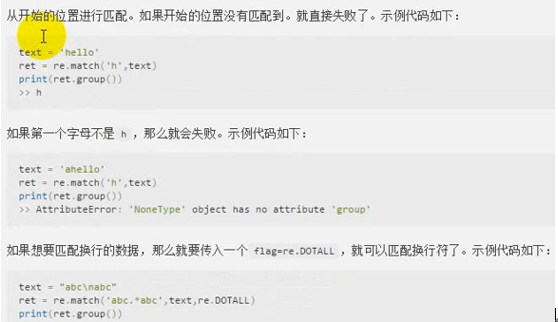 从开始的位置进行匹配。如果开始的位置没有匹配到。就直接失败了。示例代码如下：
text = 'hello'
ret = re.match('h',text)
print(ret.group())
>> h
如果第一个字母不是 h ，那么就会失败。示例代码如下：
text = 'ahello'
ret = re.match('h',text)
print(ret.group())
>> AttributeError: 'NoneType' object has no attribute 'group'
如果想要匹配换行的数据，那么就要传入一个 flag=re.DOTALL ，就可以匹配换行符了。示例代码如下：
text = "abc\nabc"
ret = re.match('abc.*abc',text,re.DOTALL)
print(ret.group())